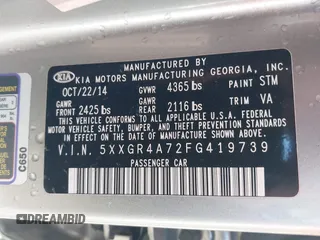 MANUFACTURED BY
KIA KIA MOTORS MANUFACTURING GEORGIA, INC.
OCT/22/14 GVWR 4365 lbs PAINT STM
GAWR FRONT 2425 lbs GAWR REAR 2116 lbs TRIM VA
THIS VEHICLE CONFORMS TO ALL APPLICABLE U.S.A. FEDERAL
MOTOR VEHICLE SAFETY, BUMPER, AND THEFT PREVENTION
STANDARDS IN EFFECT ON THE DATE OF MANUFACTURE SHOWN ABOVE.
V.I.N. 5XXGR4A72FG419739
PASSENGER CAR
C650
DREAMBID